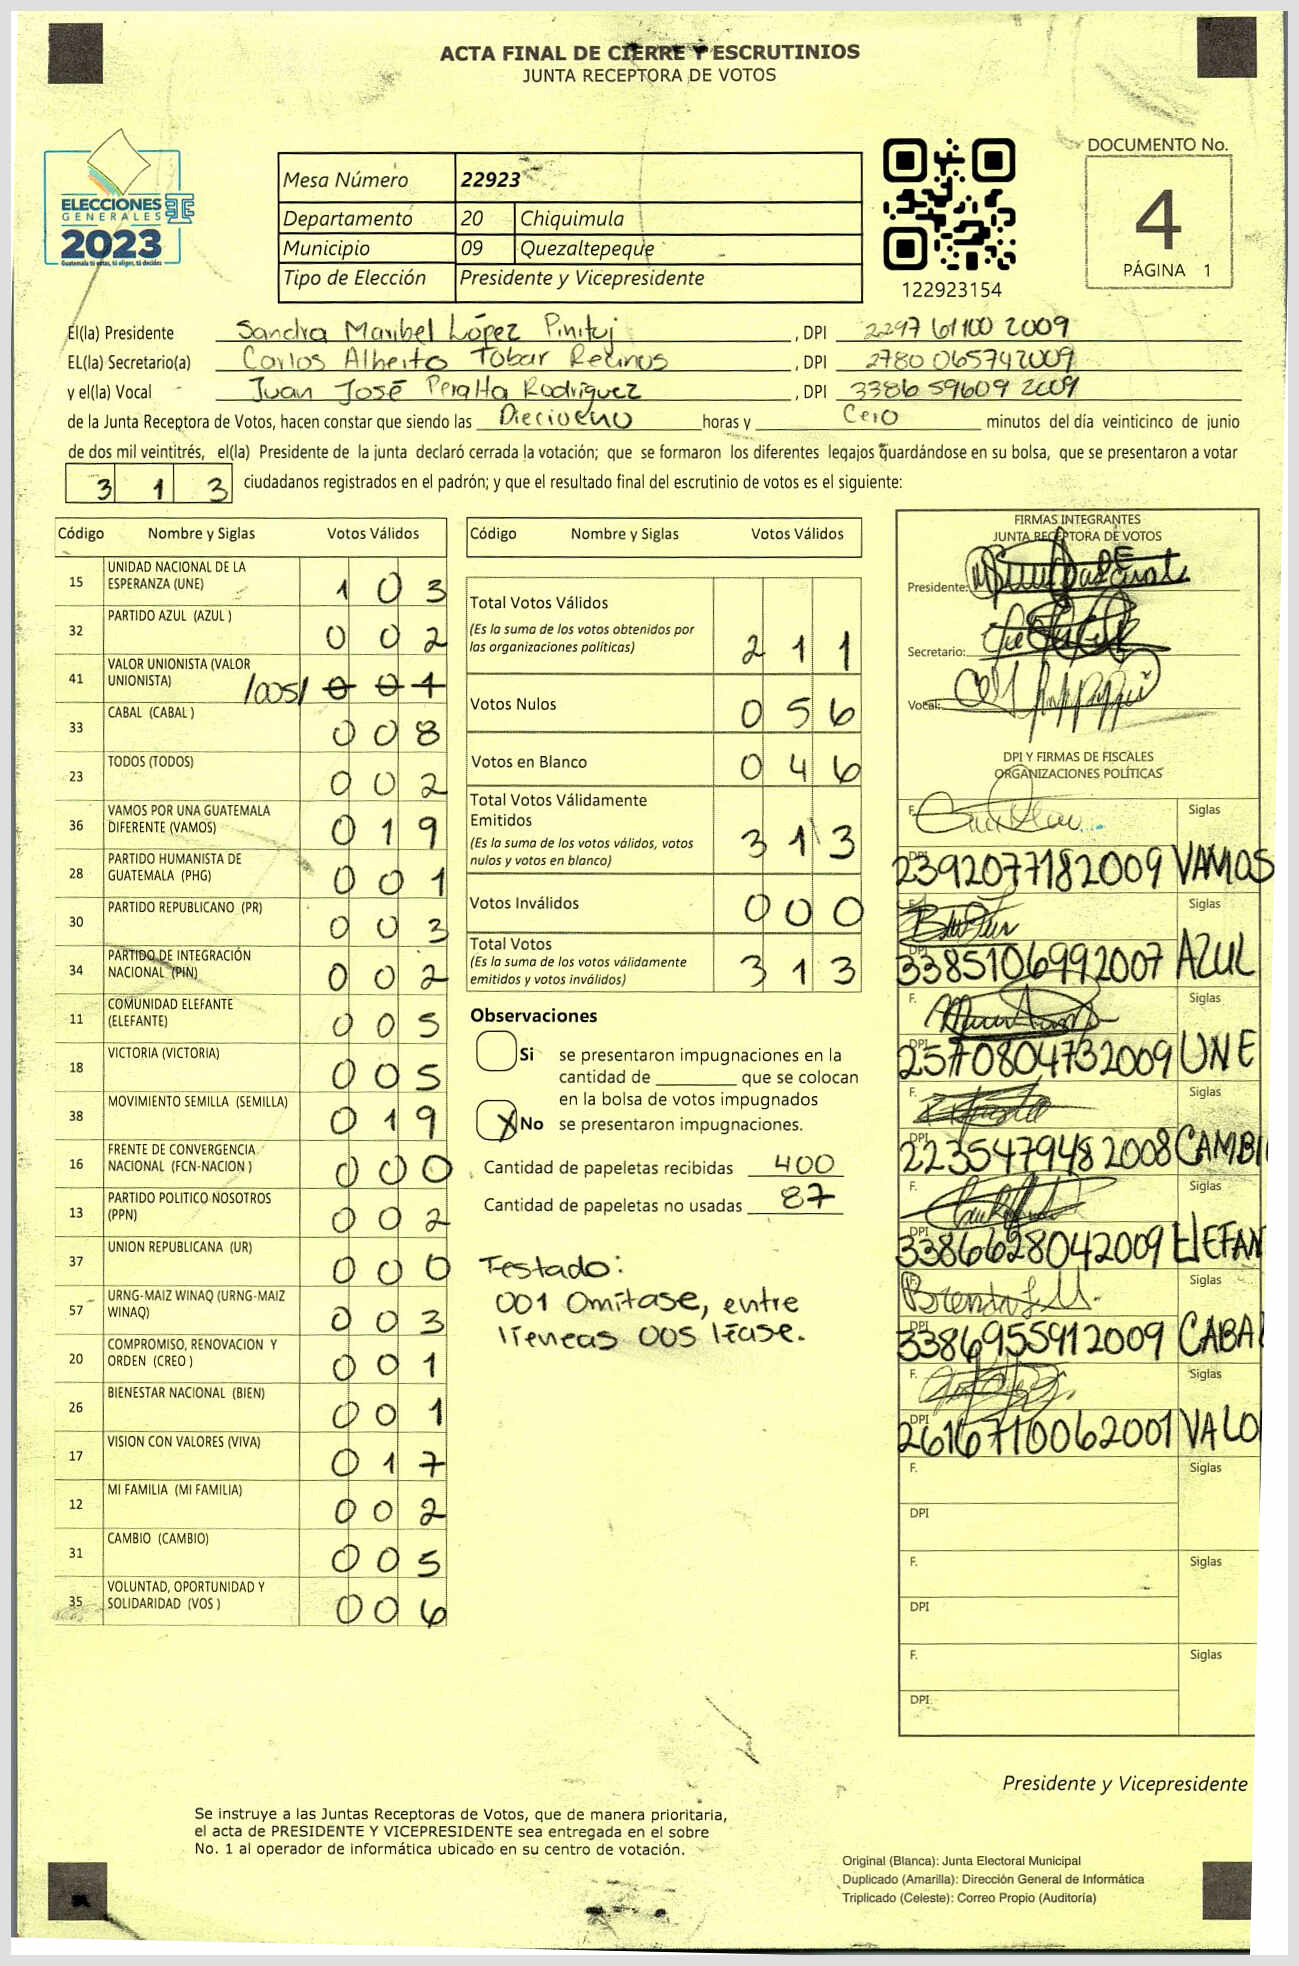 ACTA FINAL DE CIERRE Y ESCRUTINIOS
JUNTA RECEPTORA DE VOTOS
ELECCIONES
GENERALES
2023
Guatemala tú votas, tú eliges, tú decides
Mesa Número 22923
Departamento 20 Chiquimula
Municipio 09 Quezaltepeque
Tipo de Elección Presidente y Vicepresidente
122923154
DOCUMENTO No.
4
PÁGINA 1
El(la) Presidente Sandra Maribel López Pinituj, DPI 2297 61100 2009
EL(la) Secretario(a) Carlos Alberto Tobar Recinos, DPI 2780 06574 2009
y el(la) Vocal Juan José Peralta Rodríguez, DPI 3386 59609 2009
de la Junta Receptora de Votos, hacen constar que siendo las Diecioeno horas y Cero minutos del día veinticinco de junio
de dos mil veintitrés, el(la) Presidente de la junta declaró cerrada la votación; que se formaron los diferentes legajos guardándose en su bolsa, que se presentaron a votar
3 1 3 ciudadanos registrados en el padrón; y que el resultado final del escrutinio de votos es el siguiente:
Código Nombre y Siglas Votos Válidos
15 UNIDAD NACIONAL DE LA ESPERANZA (UNE) 1 0 3
32 PARTIDO AZUL (AZUL ) 0 0 2
41 VALOR UNIONISTA (VALOR UNIONISTA) /005/ 0 0 1
33 CABAL (CABAL ) 0 0 8
23 TODOS (TODOS) 0 0 2
36 VAMOS POR UNA GUATEMALA DIFERENTE (VAMOS) 0 1 9
28 PARTIDO HUMANISTA DE GUATEMALA (PHG) 0 0 1
30 PARTIDO REPUBLICANO (PR) 0 0 3
34 PARTIDO DE INTEGRACIÓN NACIONAL (PIN) 0 0 2
11 COMUNIDAD ELEFANTE (ELEFANTE) 0 0 5
18 VICTORIA (VICTORIA) 0 0 5
38 MOVIMIENTO SEMILLA (SEMILLA) 0 1 9
16 FRENTE DE CONVERGENCIA NACIONAL (FCN-NACION ) 0 0 0
13 PARTIDO POLITICO NOSOTROS (PPN) 0 0 2
37 UNION REPUBLICANA (UR) 0 0 0
57 URNG-MAIZ WINAQ (URNG-MAIZ WINAQ) 0 0 3
20 COMPROMISO, RENOVACION Y ORDEN (CREO ) 0 0 1
26 BIENESTAR NACIONAL (BIEN) 0 0 1
17 VISION CON VALORES (VIVA) 0 1 7
12 MI FAMILIA (MI FAMILIA) 0 0 2
31 CAMBIO (CAMBIO) 0 0 5
35 VOLUNTAD, OPORTUNIDAD Y SOLIDARIDAD (VOS ) 0 0 6
Código Nombre y Siglas Votos Válidos
Total Votos Válidos
(Es la suma de los votos obtenidos por
las organizaciones políticas) 2 1 1
Votos Nulos 0 5 6
Votos en Blanco 0 4 6
Total Votos Válidamente
Emitidos
(Es la suma de los votos válidos, votos
nulos y votos en blanco) 3 1 3
Votos Inválidos 0 0 0
Total Votos
(Es la suma de los votos válidamente
emitidos y votos inválidos) 3 1 3
Observaciones
Si se presentaron impugnaciones en la
cantidad de ________ que se colocan
en la bolsa de votos impugnados
X No se presentaron impugnaciones.
Cantidad de papeletas recibidas 400
Cantidad de papeletas no usadas 87
Testado:
001 Omitase, entre
líeneas 005 léase.
FIRMAS INTEGRANTES
JUNTA RECEPTORA DE VOTOS
Presidente:
Secretario:
Vocal:
DPI Y FIRMAS DE FISCALES
ORGANIZACIONES POLÍTICAS
F. Siglas
DPI 2392077182009 VAMOS
F. Siglas
DPI 3385106992007 AZUL
F. Siglas
DPI 2570804732009 UNE
F. Siglas
DPI 2235479482008 CAMBI
F. Siglas
DPI 3386628042009 ELEFAN
F. Siglas
DPI 3386955912009 CABA
F. Siglas
DPI 2616710062001 VALO
F. Siglas
DPI
F. Siglas
DPI
F. Siglas
DPI
Presidente y Vicepresidente
Se instruye a las Juntas Receptoras de Votos, que de manera prioritaria,
el acta de PRESIDENTE Y VICEPRESIDENTE sea entregada en el sobre
No. 1 al operador de informática ubicado en su centro de votación.
Original (Blanca): Junta Electoral Municipal
Duplicado (Amarilla): Dirección General de Informática
Triplicado (Celeste): Correo Propio (Auditoría)